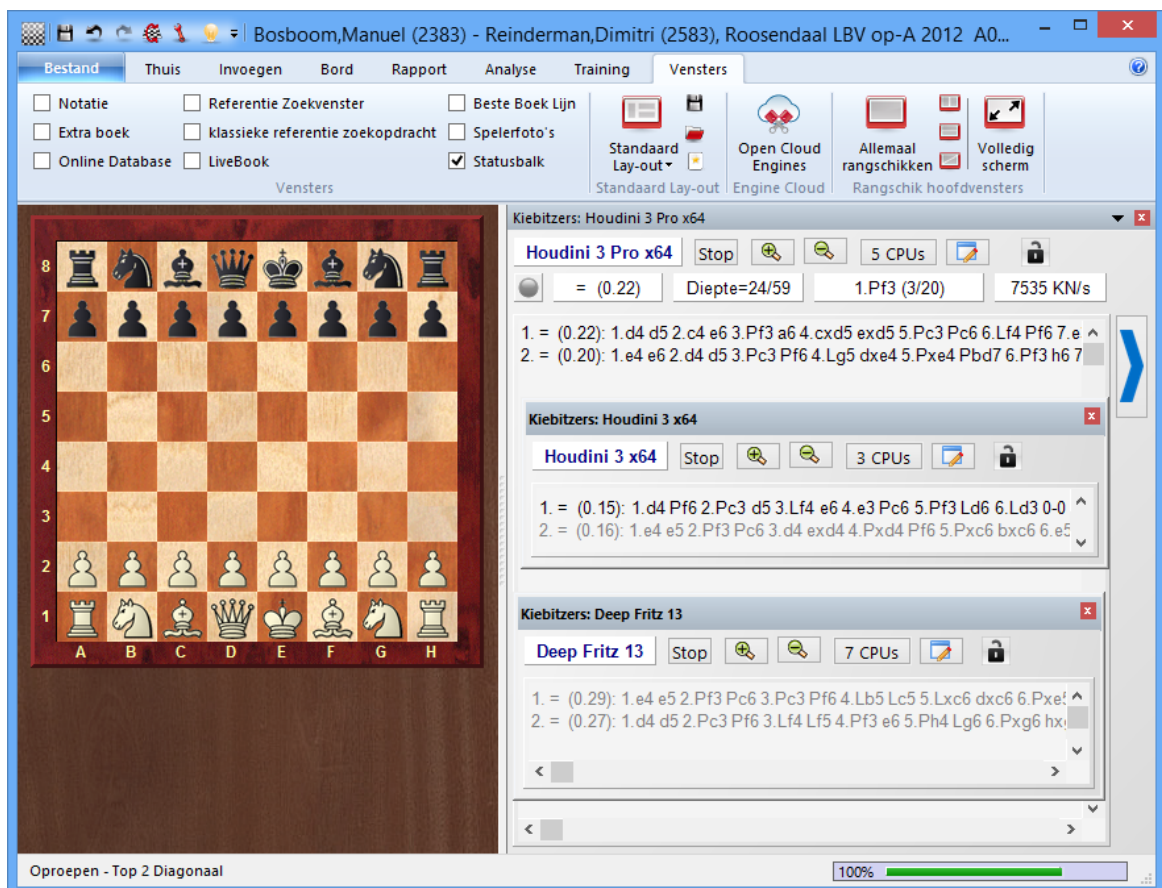 Bosboom,Manuel (2383) - Reinderman,Dimitri (2583), Roosendaal LBV op-A 2012 A0...
Bestand Thuis Invoegen Bord Rapport Analyse Training Vensters
Notatie Referentie Zoekvenster Beste Boek Lijn
Extra boek klassieke referentie zoekopdracht Spelerfoto's
Online Database LiveBook Statusbalk
Vensters
Standaard
Lay-out
Standaard Lay-out
Open Cloud
Engines
Engine Cloud
Allemaal
rangschikken
Volledig
scherm
Rangschik hoofdvensters
8
7
6
5
4
3
2
1
A B C D E F G H
Kiebitzers: Houdini 3 Pro x64
Houdini 3 Pro x64 Stop 5 CPUs
= (0.22) Diepte=24/59 1.Pf3 (3/20) 7535 KN/s
1. = (0.22): 1.d4 d5 2.c4 e6 3.Pf3 a6 4.cxd5 exd5 5.Pc3 Pc6 6.Lf4 Pf6 7.e
2. = (0.20): 1.e4 e6 2.d4 d5 3.Pc3 Pf6 4.Lg5 dxe4 5.Pxe4 Pbd7 6.Pf3 h6 7
Kiebitzers: Houdini 3 x64
Houdini 3 x64 Stop 3 CPUs
1. = (0.15): 1.d4 Pf6 2.Pc3 d5 3.Lf4 e6 4.e3 Pc6 5.Pf3 Ld6 6.Ld3 0-0
2. = (0.16): 1.e4 e5 2.Pf3 Pc6 3.d4 exd4 4.Pxd4 Pf6 5.Pxc6 bxc6 6.e5
Kiebitzers: Deep Fritz 13
Deep Fritz 13 Stop 7 CPUs
1. = (0.29): 1.e4 e5 2.Pf3 Pc6 3.Pc3 Pf6 4.Lb5 Lc5 5.Lxc6 dxc6 6.Pxe5
2. = (0.27): 1.d4 d5 2.Pc3 Pf6 3.Lf4 Lf5 4.Pf3 e6 5.Ph4 Lg6 6.Pxg6 hxg
Oproepen - Top 2 Diagonaal
100%